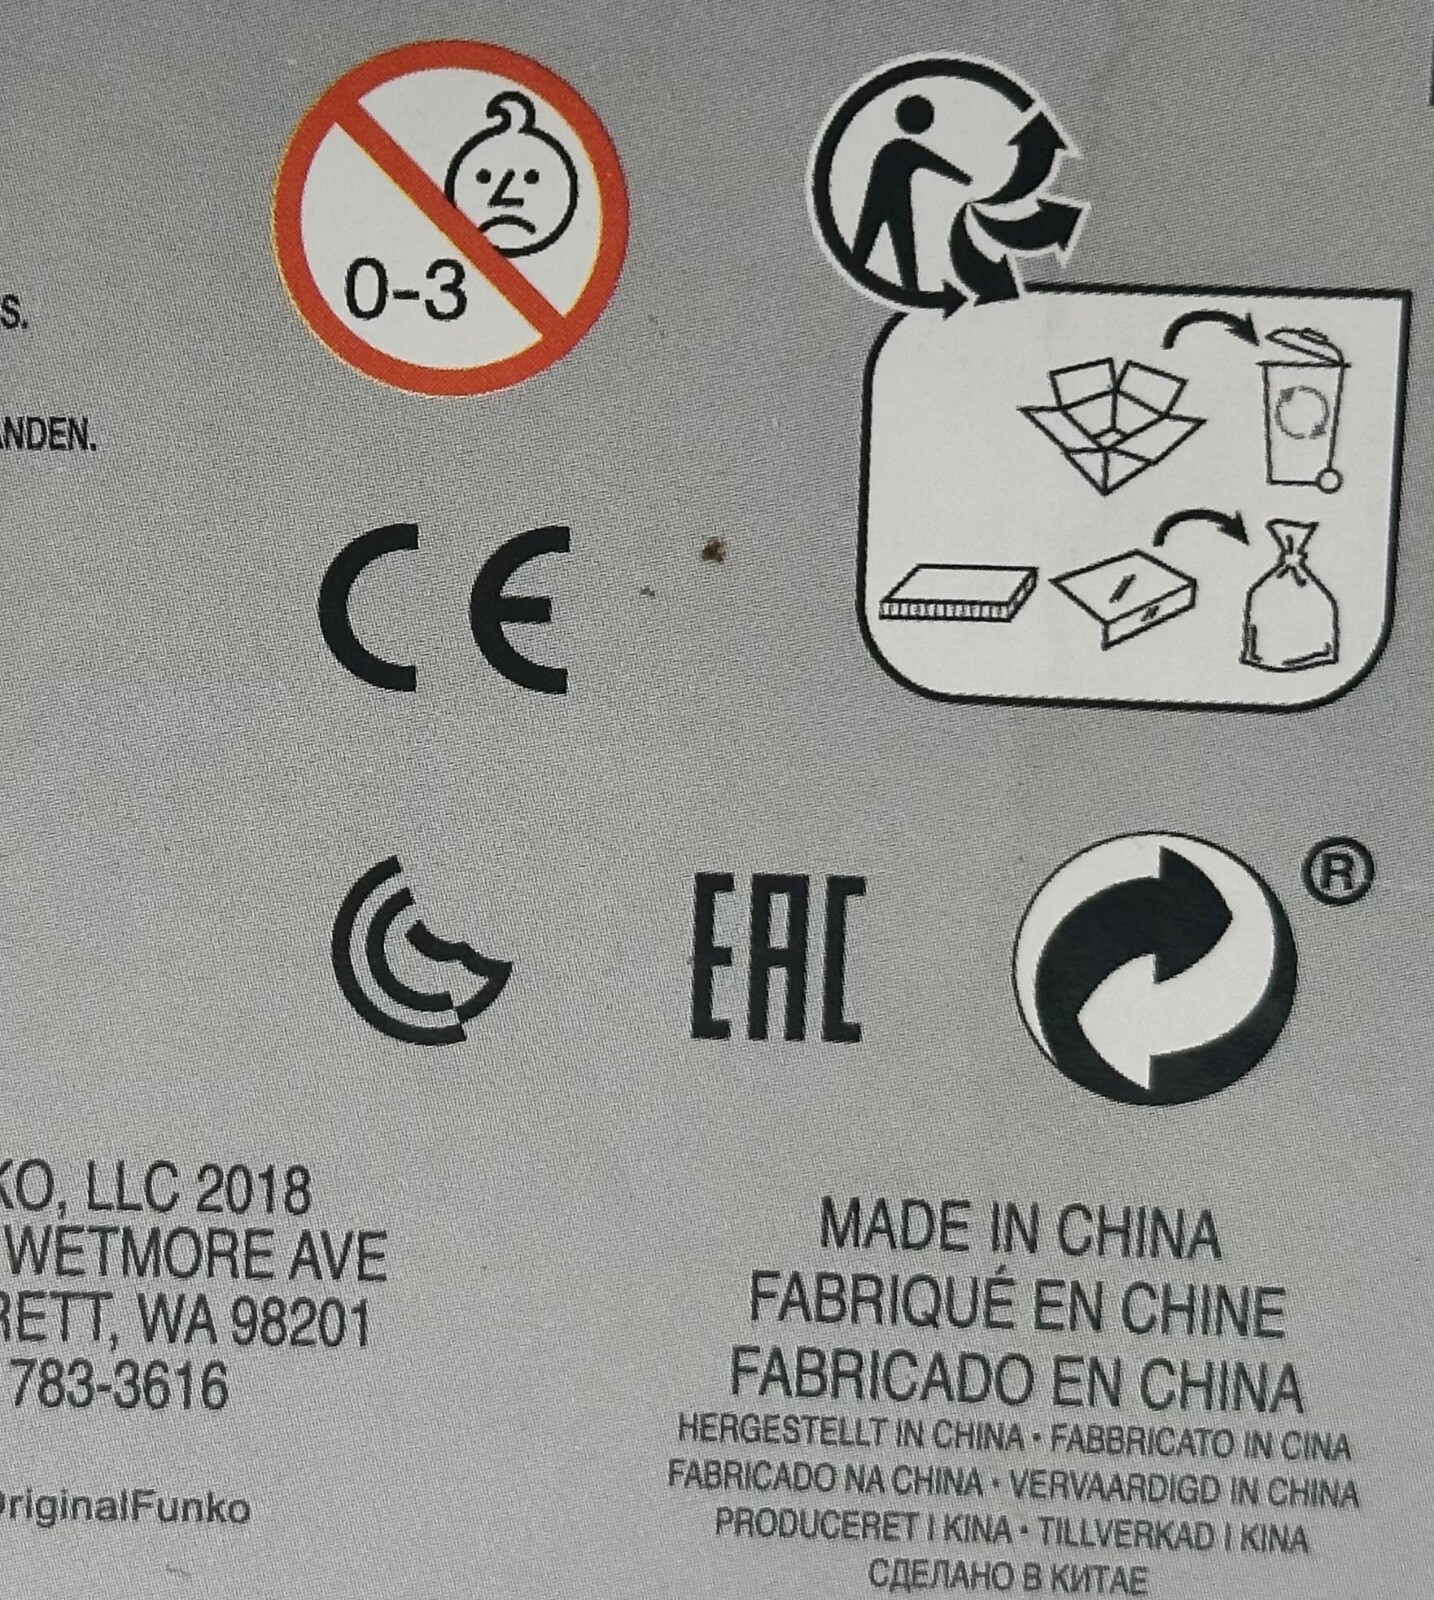 0-3
S.
ANDEN.
CE
EAC
®
KO, LLC 2018
WETMORE AVE
RETT, WA 98201
783-3616
OriginalFunko
MADE IN CHINA
FABRIQUÉ EN CHINE
FABRICADO EN CHINA
HERGESTELLT IN CHINA • FABBRICATO IN CINA
FABRICADO NA CHINA • VERVAARDIGD IN CHINA
PRODUCERET I KINA • TILLVERKAD I KINA
СДЕЛАНО В КИТАЕ